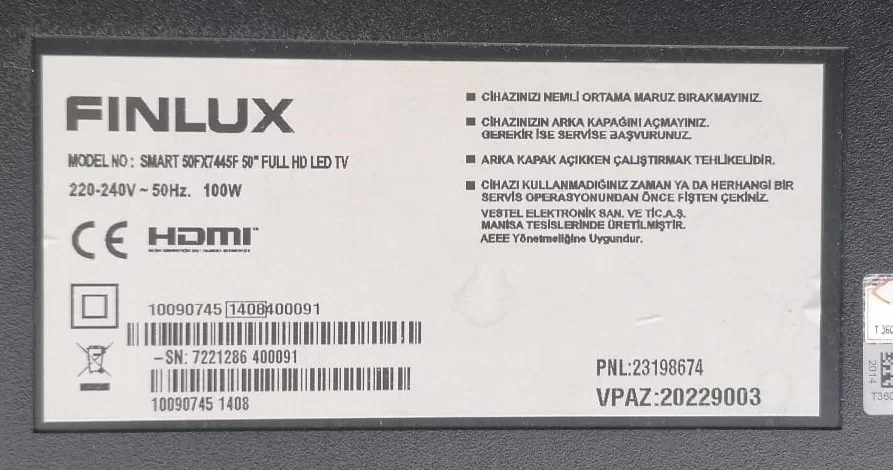 FINLUX
MODEL NO: SMART 50FX7445F 50" FULL HD LED TV
220-240V ~ 50Hz. 100W
CE HDMI
10090745 1408400091
-SN: 7221286 400091
10090745 1408
■ CİHAZINIZI NEMLİ ORTAMA MARUZ BIRAKMAYINIZ.
■ CİHAZINIZIN ARKA KAPAĞINI AÇMAYINIZ.
GEREKİR İSE SERVİSE BAŞVURUNUZ.
■ ARKA KAPAK AÇIKKEN ÇALIŞTIRMAK TEHLİKELİDİR.
■ CİHAZI KULLANMADIĞINIZ ZAMAN YA DA HERHANGİ BİR
SERVİS OPERASYONUNDAN ÖNCE FİŞTEN ÇEKİNİZ.
VESTEL ELEKTRONİK SAN. VE TİC.A.Ş.
MANİSA TESİSLERİNDE ÜRETİLMİŞTİR.
AEEE Yönetmeliğine Uygundur.
PNL:23198674
VPAZ:20229003
T 360
2014
T360